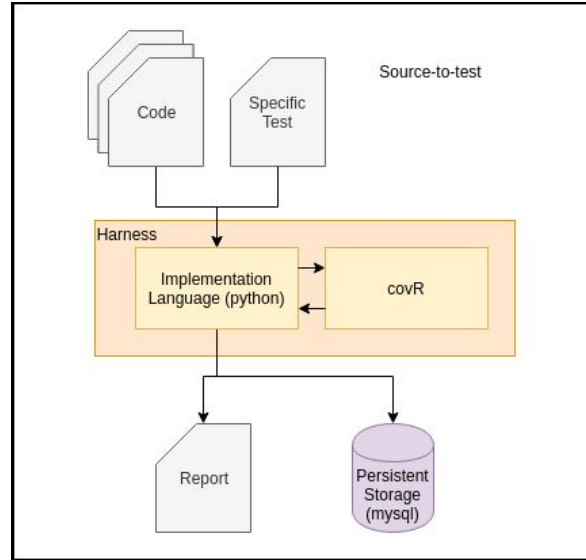 Source-to-test
Code
Specific
Test
Harness
Implementation
Language (python)
covR
Report
Persistent
Storage
(mysql)